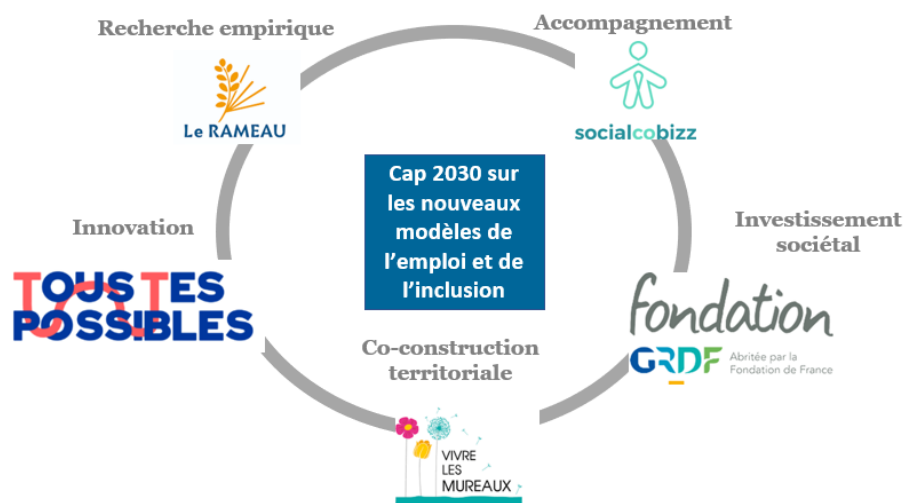 Recherche empirique
Le RAMEAU
Accompagnement
socialcobizz
Cap 2030 sur
les nouveaux
modèles de
l'emploi et de
l'inclusion
Innovation
TOUS TES
POSSIBLES
Investissement
sociétal
fondation
GRDF
Abritée par la
Fondation de France
Co-construction
territoriale
VIVRE
LES
MUREAUX